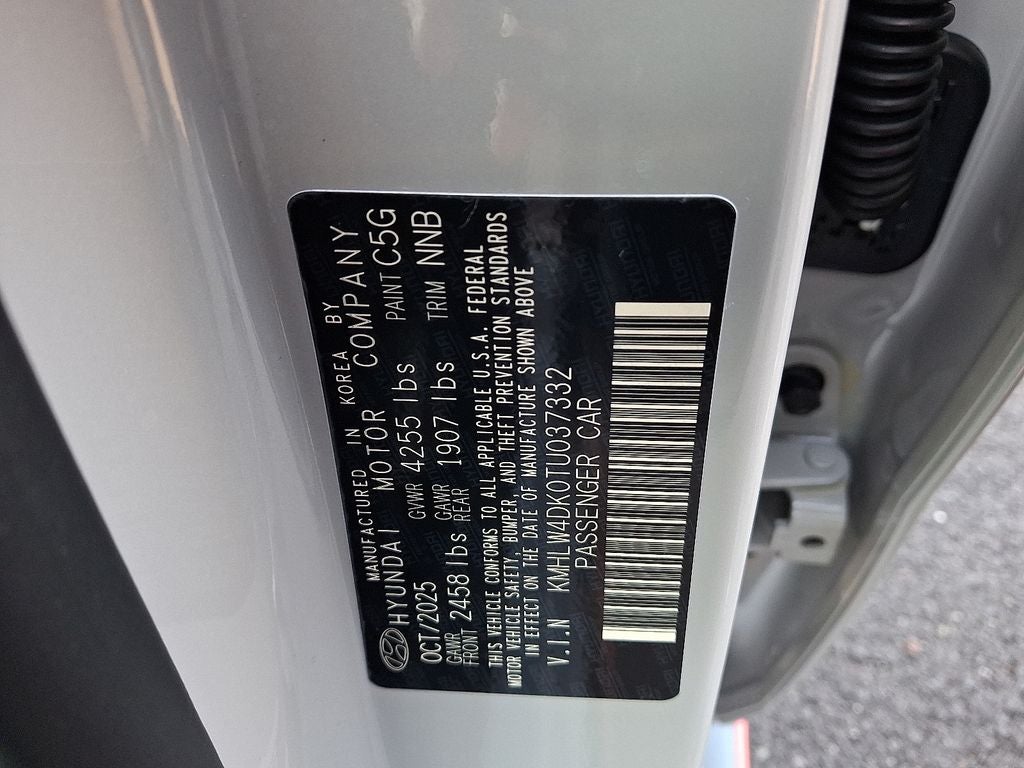 MANUFACTURED IN KOREA BY
HYUNDAI MOTOR COMPANY
OCT/2025 GVWR 4255 lbs PAINT C5G
GAWR FRONT 2458 lbs GAWR REAR 1907 lbs TRIM NNB
THIS VEHICLE CONFORMS TO ALL APPLICABLE U.S.A. FEDERAL
MOTOR VEHICLE SAFETY, BUMPER, AND THEFT PREVENTION STANDARDS
IN EFFECT ON THE DATE OF MANUFACTURE SHOWN ABOVE
V.I.N KMHLW4DK0TU037332
PASSENGER CAR